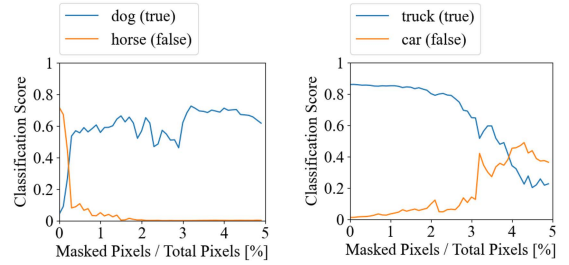 dog (true)
horse (false)
1
0.8
0.6
0.4
0.2
0
0 1 2 3 4 5
Classification Score
Masked Pixels / Total Pixels [%]
truck (true)
car (false)
1
0.8
0.6
0.4
0.2
0
0 1 2 3 4 5
Classification Score
Masked Pixels / Total Pixels [%]